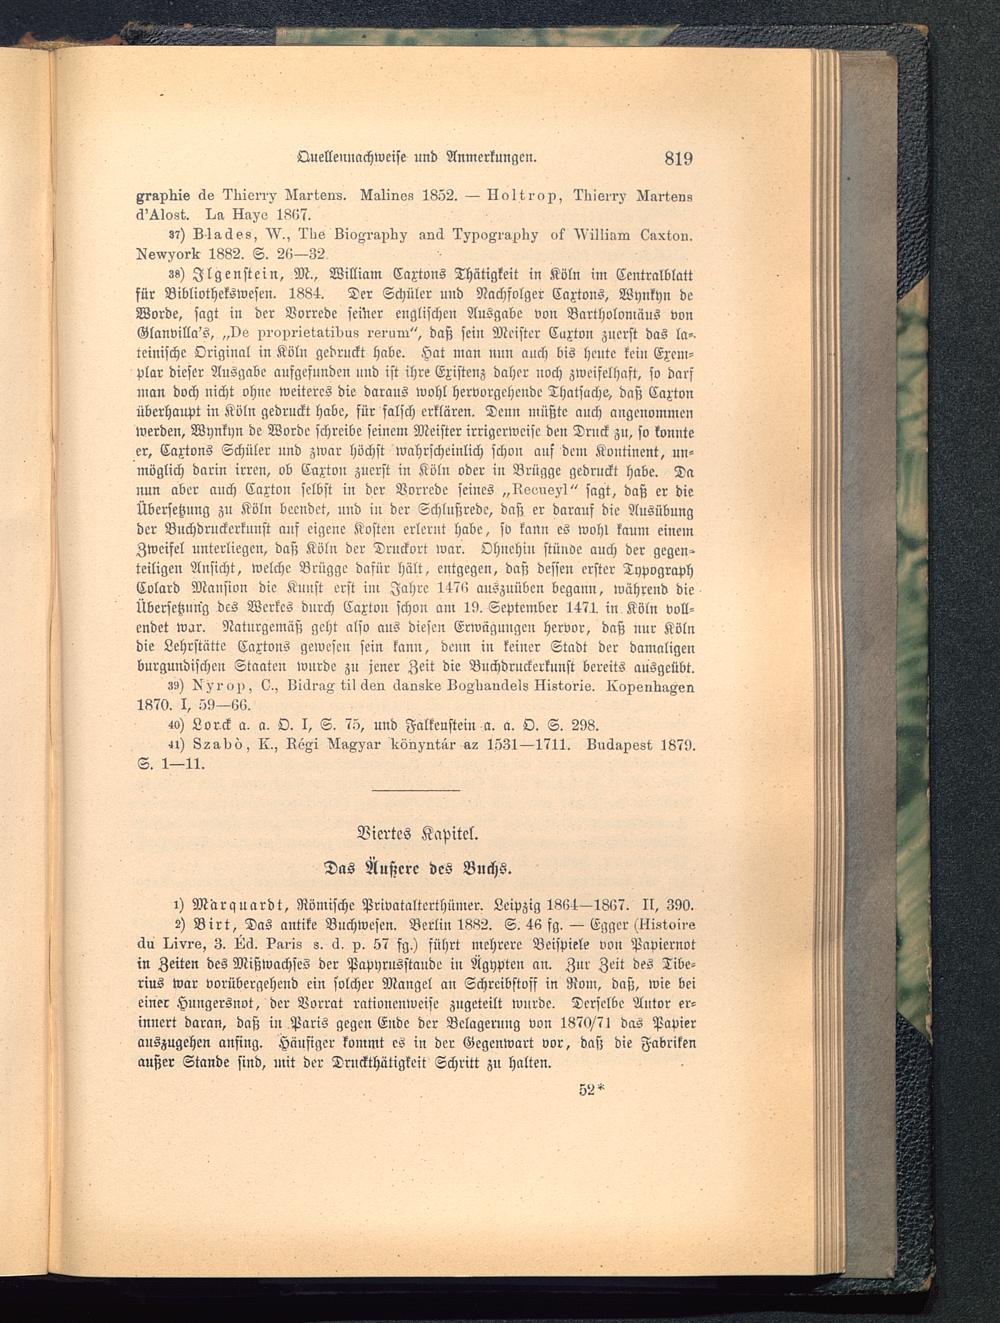 Quellennachweise und Anmerkungen. 819
graphie de Thierry Martens. Malines 1852. — Holtrop, Thierry Martens
d'Alost. La Haye 1867.
37) Blades, W., The Biography and Typography of William Caxton.
Newyork 1882. S. 26—32.
38) Ilgenstein, M., William Caxtons Thätigkeit in Köln im Centralblatt
für Bibliothekswesen. 1884. Der Schüler und Nachfolger Caxtons, Wynkyn de
Worde, sagt in der Vorrede seiner englischen Ausgabe von Bartholomäus von
Glanvilla's, „De proprietatibus rerum“, daß sein Meister Caxton zuerst das la-
teinische Original in Köln gedruckt habe. Hat man nun auch bis heute kein Exem-
plar dieser Ausgabe aufgefunden und ist ihre Existenz daher noch zweifelhaft, so darf
man doch nicht ohne weiteres die daraus wohl hervorgehende Thatsache, daß Caxton
überhaupt in Köln gedruckt habe, für falsch erklären. Denn müßte auch angenommen
werden, Wynkyn de Worde schreibe seinem Meister irrigerweise den Druck zu, so konnte
er, Caxtons Schüler und zwar höchst wahrscheinlich schon auf dem Kontinent, un-
möglich darin irren, ob Caxton zuerst in Köln oder in Brügge gedruckt habe. Da
nun aber auch Caxton selbst in der Vorrede seines „Recueyl“ sagt, daß er die
Übersetzung zu Köln beendet, und in der Schlußrede, daß er darauf die Ausübung
der Buchdruckerkunst auf eigene Kosten erlernt habe, so kann es wohl kaum einem
Zweifel unterliegen, daß Köln der Druckort war. Ohnehin stünde auch der gegen-
teiligen Ansicht, welche Brügge dafür hält, entgegen, daß dessen erster Typograph
Colard Mansion die Kunst erst im Jahre 1476 auszuüben begann, während die
Übersetzung des Werkes durch Caxton schon am 19. September 1471 in Köln voll-
endet war. Naturgemäß geht also aus diesen Erwägungen hervor, daß nur Köln
die Lehrstätte Caxtons gewesen sein kann, denn in keiner Stadt der damaligen
burgundischen Staaten wurde zu jener Zeit die Buchdruckerkunst bereits ausgeübt.
39) Nyrop, C., Bidrag til den danske Boghandels Historie. Kopenhagen
1870. I, 59—66.
40) Lorck a. a. O. I, S. 75, und Falkenstein a. a. O. S. 298.
41) Szabò, K., Régi Magyar könyntár az 1531—1711. Budapest 1879.
S. 1—11.
Viertes Kapitel.
Das Äußere des Buchs.
1) Marquardt, Römische Privatalterthümer. Leipzig 1864—1867. II, 390.
2) Birt, Das antike Buchwesen. Berlin 1882. S. 46 fg. — Egger (Histoire
du Livre, 3. Éd. Paris s. d. p. 57 fg.) führt mehrere Beispiele von Papiernot
in Zeiten des Mißwachses der Papyrusstaude in Ägypten an. Zur Zeit des Tibe-
rius war vorübergehend ein solcher Mangel an Schreibstoff in Rom, daß, wie bei
einer Hungersnot, der Vorrat rationenweise zugeteilt wurde. Derselbe Autor er-
innert daran, daß in Paris gegen Ende der Belagerung von 1870/71 das Papier
auszugehen anfing. Häufiger kommt es in der Gegenwart vor, daß die Fabriken
außer Stande sind, mit der Druckthätigkeit Schritt zu halten.
52*